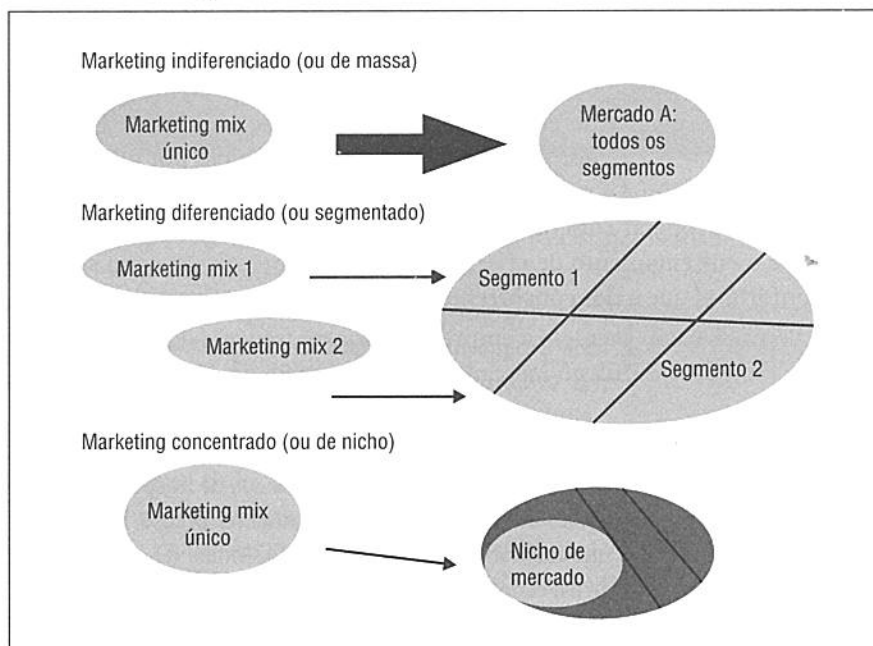 Marketing indiferenciado (ou de massa)
Marketing mix
único
Mercado A:
todos os
segmentos
Marketing diferenciado (ou segmentado)
Marketing mix 1
Segmento 1
Marketing mix 2
Segmento 2
Marketing concentrado (ou de nicho)
Marketing mix
único
Nicho de
mercado